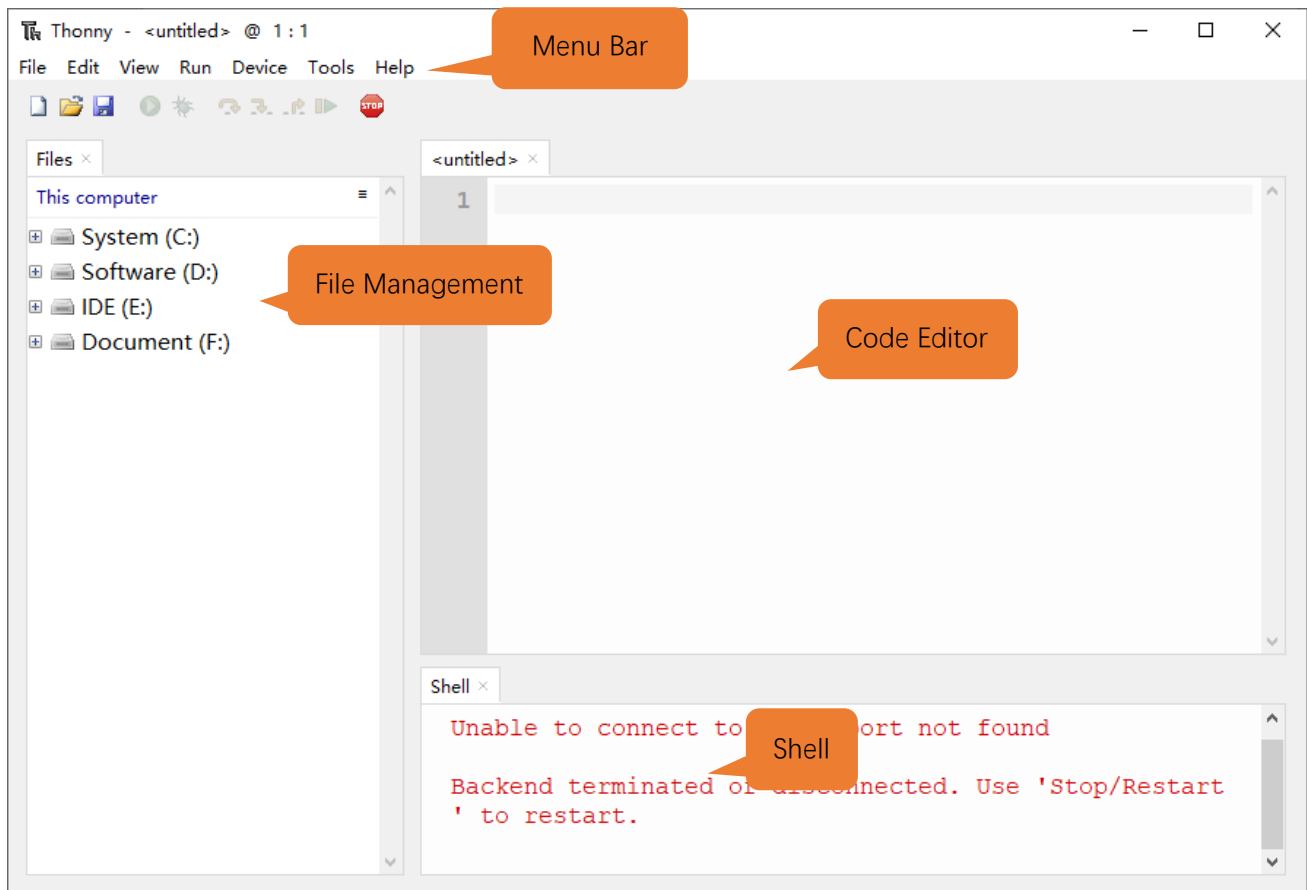 Thonny - <untitled> @ 1:1
Menu Bar
File Edit View Run Device Tools Help
STOP
Files
<untitled>
This computer
1
System (C:)
Software (D:)
IDE (E:)
Document (F:)
File Management
Code Editor
Shell
Unable to connect to ort not found
Shell
Backend terminated or disconnected. Use 'Stop/Restart
' to restart.